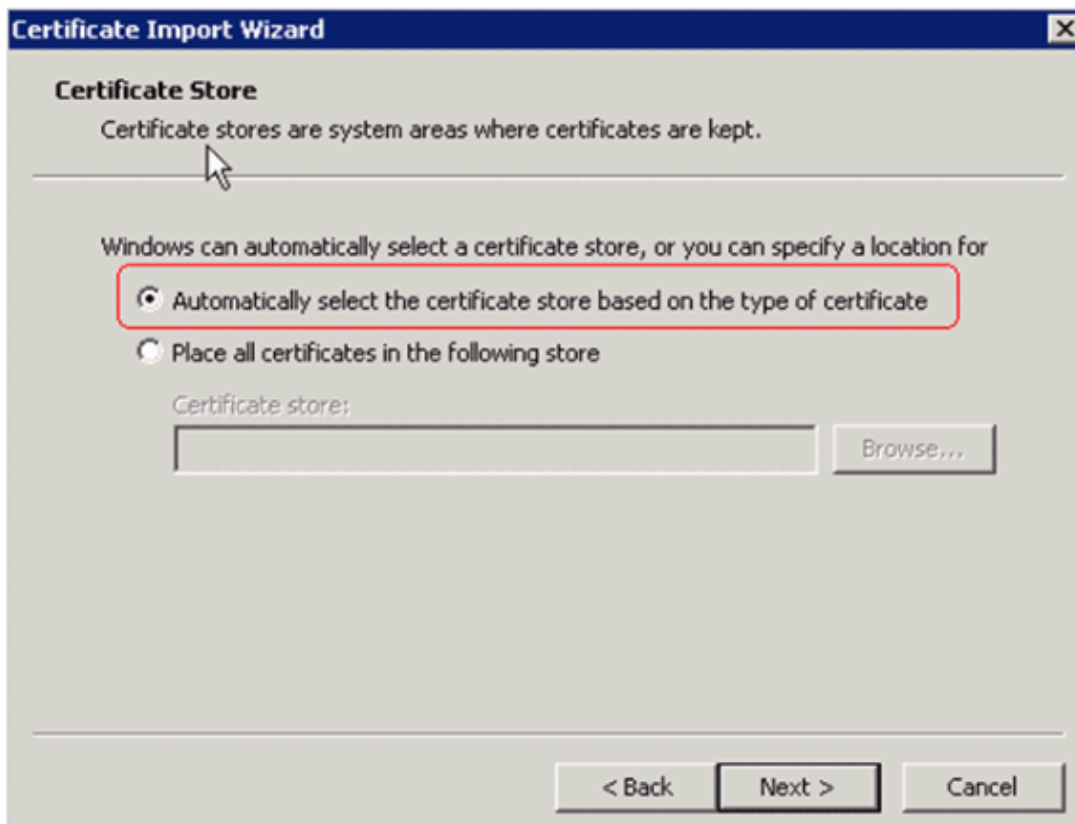 Certificate Import Wizard
Certificate Store
Certificate stores are system areas where certificates are kept.
Windows can automatically select a certificate store, or you can specify a location for
Automatically select the certificate store based on the type of certificate
Place all certificates in the following store
Certificate store:
Browse...
< Back
Next >
Cancel